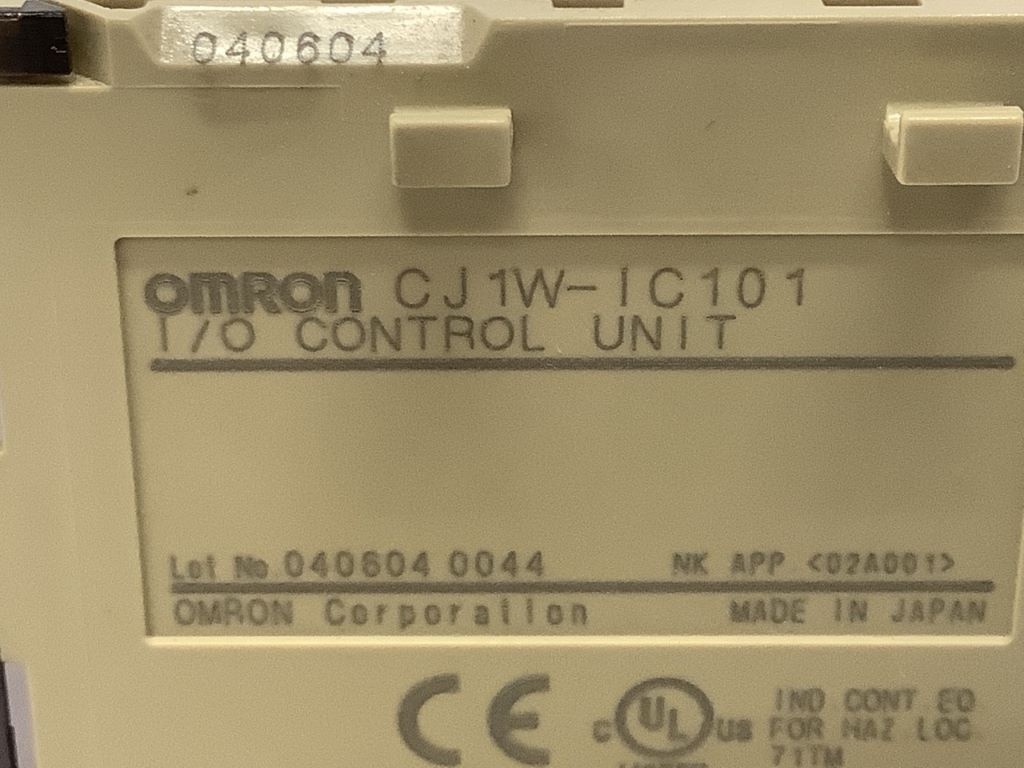 040604
OMRON CJ1W-IC101
I/O CONTROL UNIT
Lot No 040604 0044 NK APP <02A001>
OMRON Corporation MADE IN JAPAN
CE c UL us IND CONT EQ
FOR HAZ LOC
71TM